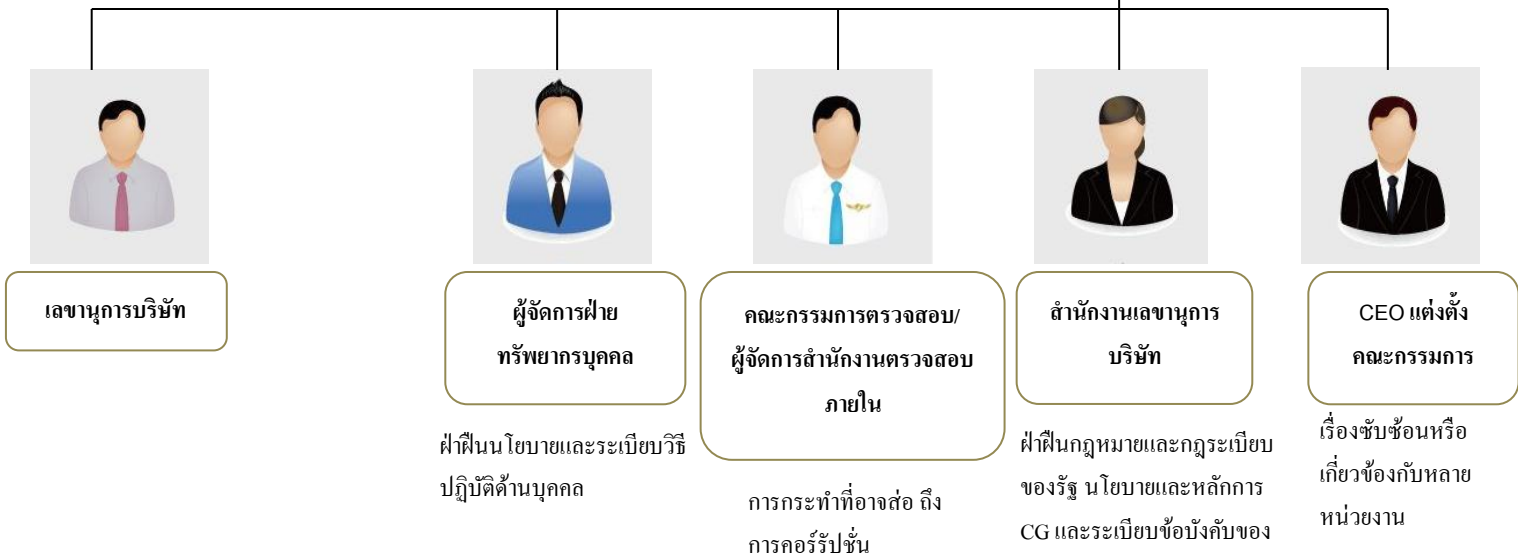 เลขานุการบริษัท
ผู้จัดการฝ่าย
ทรัพยากรบุคคล
ฝ่าฝืนนโยบายและระเบียบวิธี
ปฏิบัติด้านบุคคล
คณะกรรมการตรวจสอบ/
ผู้จัดการสำนักงานตรวจสอบ
ภายใน
การกระทำที่อาจส่อ ถึง
การคอร์รัปชั่น
สำนักงานเลขานุการ
บริษัท
ฝ่าฝืนกฎหมายและกฎระเบียบ
ของรัฐ นโยบายและหลักการ
CG และระเบียบข้อบังคับของ
CEO แต่งตั้ง
คณะกรรมการ
เรื่องซับซ้อนหรือ
เกี่ยวข้องกับหลาย
หน่วยงาน